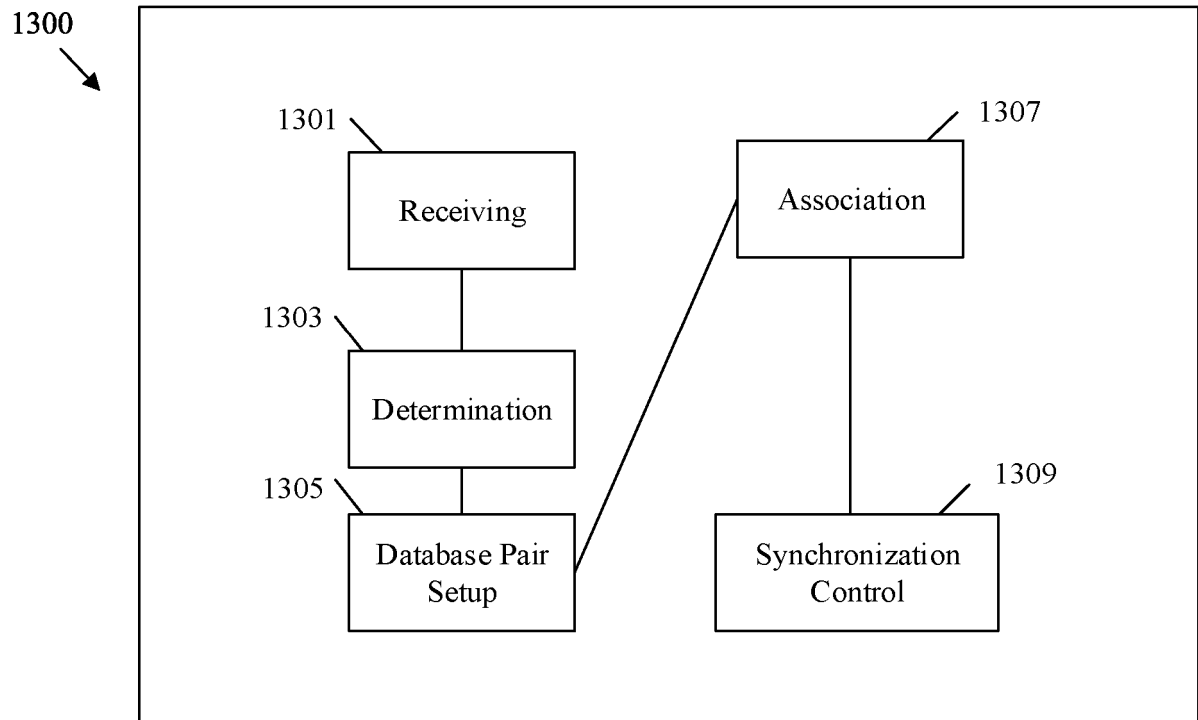 1300
1301
Receiving
1303
Determination
1305
Database Pair
Setup
1307
Association
1309
Synchronization
Control